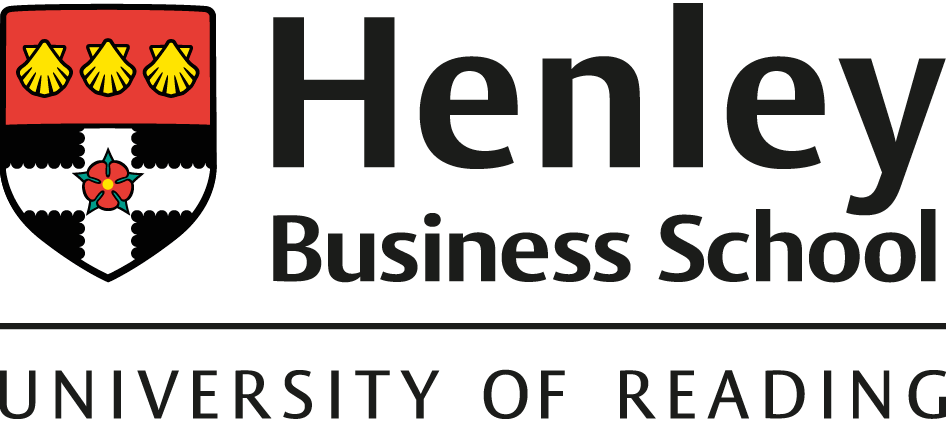 Henley
Business School
UNIVERSITY OF READING